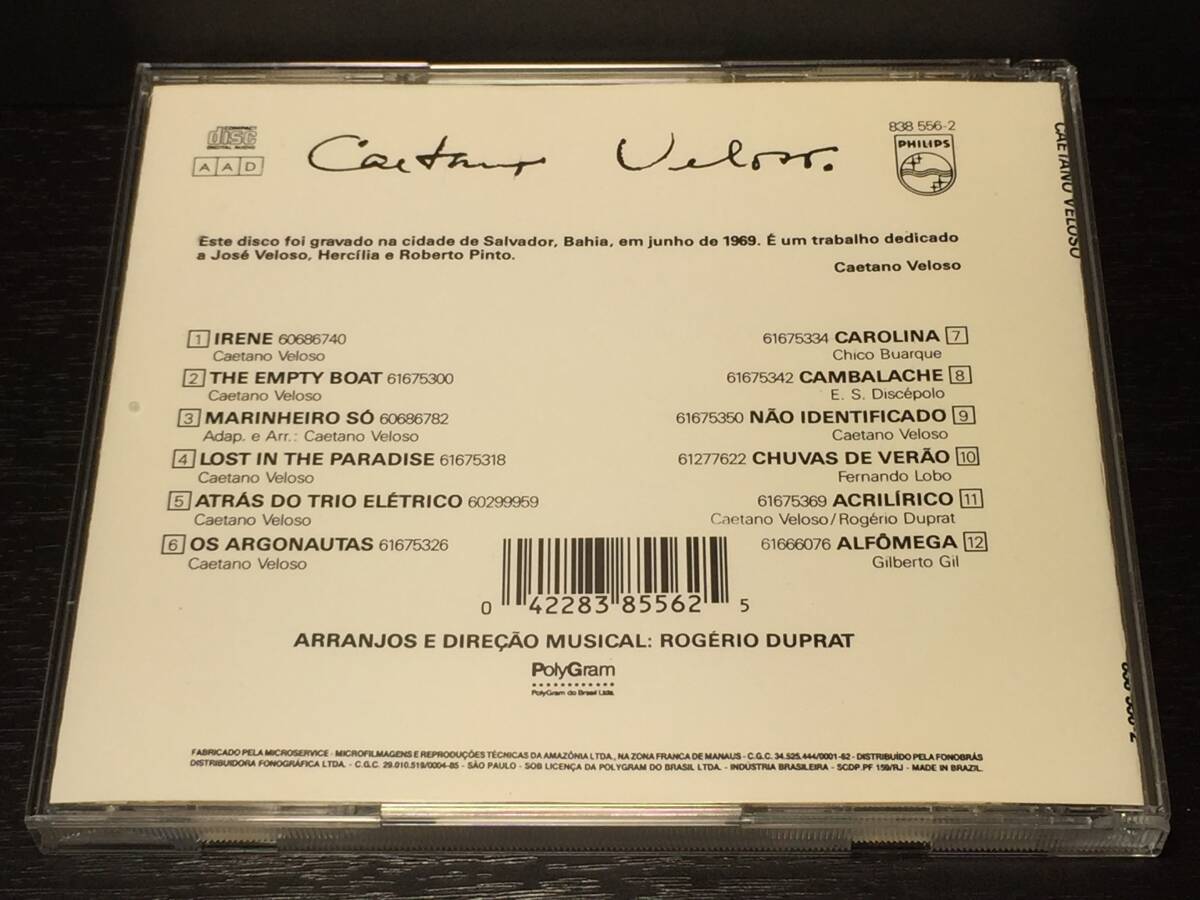 COMPACT
disc
DIGITAL AUDIO
A A D
Caetano Veloso.
838 556-2
PHILIPS
CAETANO VELOSO
Este disco foi gravado na cidade de Salvador, Bahia, em junho de 1969. É um trabalho dedicado
a José Veloso, Hercília e Roberto Pinto.
Caetano Veloso
1 IRENE 60686740
Caetano Veloso
2 THE EMPTY BOAT 61675300
Caetano Veloso
3 MARINHEIRO SÓ 60686782
Adap. e Arr.: Caetano Veloso
4 LOST IN THE PARADISE 61675318
Caetano Veloso
5 ATRÁS DO TRIO ELÉTRICO 60299959
Caetano Veloso
6 OS ARGONAUTAS 61675326
Caetano Veloso
61675334 CAROLINA 7
Chico Buarque
61675342 CAMBALACHE 8
E. S. Discépolo
61675350 NÃO IDENTIFICADO 9
Caetano Veloso
61277622 CHUVAS DE VERÃO 10
Fernando Lobo
61675369 ACRILÍRICO 11
Caetano Veloso/Rogério Duprat
61666076 ALFÔMEGA 12
Gilberto Gil
0 42283 85562 5
ARRANJOS E DIREÇÃO MUSICAL: ROGÉRIO DUPRAT
PolyGram
PolyGram do Brasil Ltda.
FABRICADO PELA MICROSERVICE - MICROFILMAGENS E REPRODUÇÕES TÉCNICAS DA AMAZÔNIA LTDA., NA ZONA FRANCA DE MANAUS - C.G.C. 34.525.444/0001-62 - DISTRIBUÍDO PELA FONOBRÁS
DISTRIBUIDORA FONOGRÁFICA LTDA. - C.G.C. 29.010.519/0004-85 - SÃO PAULO - SOB LICENÇA DA POLYGRAM DO BRASIL LTDA. - INDÚSTRIA BRASILEIRA - SCDP.PF 159/RJ - MADE IN BRAZIL.